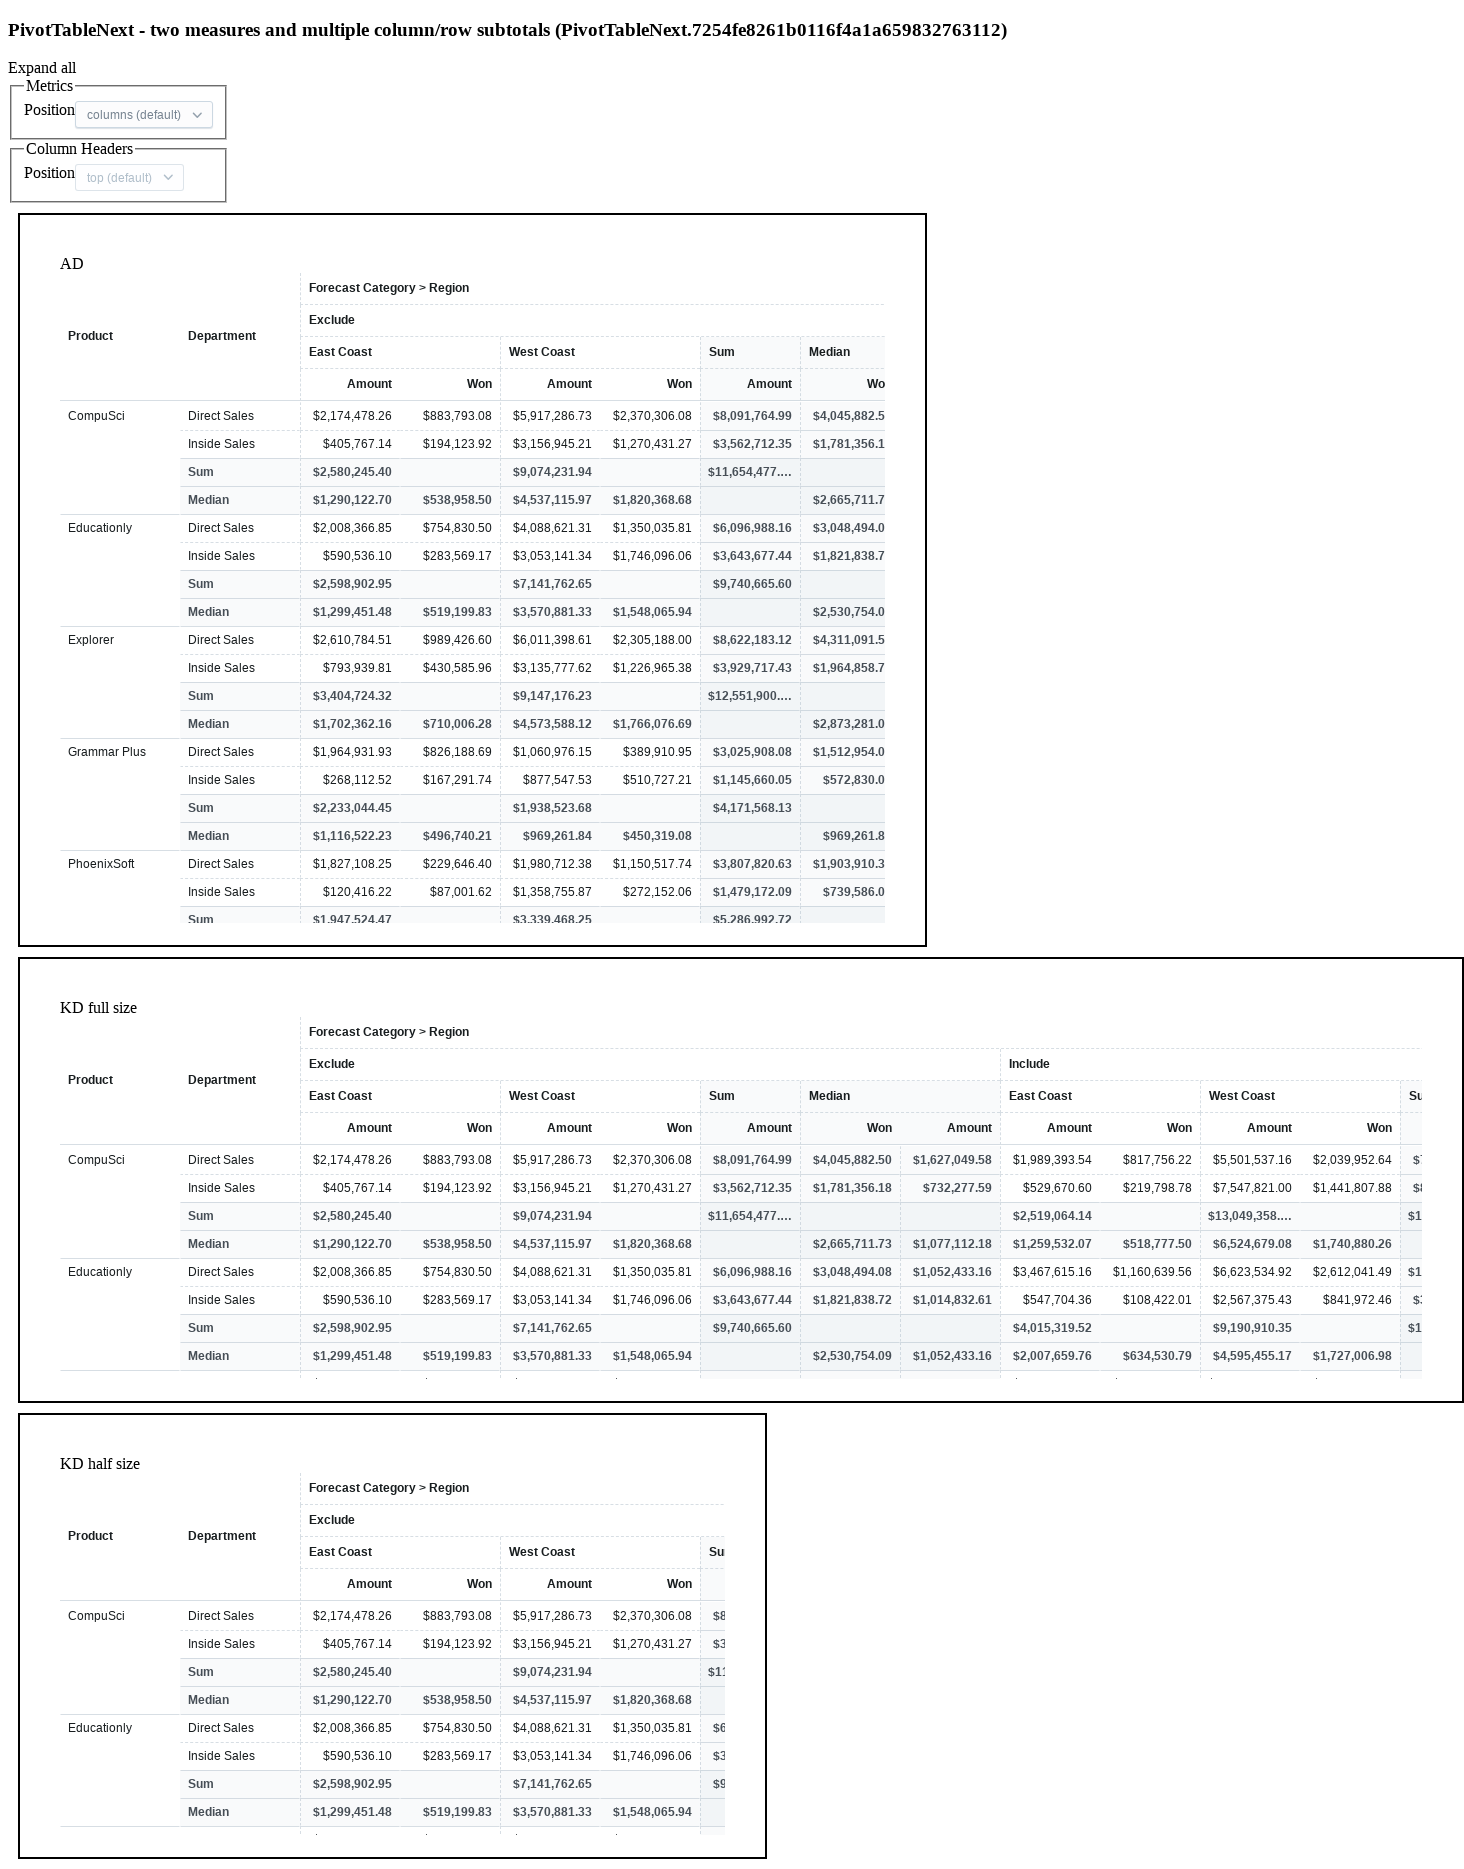 PivotTableNext - two measures and multiple column/row subtotals (PivotTableNext.7254fe8261b0116f4a1a659832763112)
Expand all
Metrics
Position columns (default)
Column Headers
Position top (default)
AD
Forecast Category > Region
Exclude
Product Department
East Coast West Coast Sum Median
Amount Won Amount Won Amount Wo
CompuSci Direct Sales $2,174,478.26 $883,793.08 $5,917,286.73 $2,370,306.08 $8,091,764.99 $4,045,882.5
Inside Sales $405,767.14 $194,123.92 $3,156,945.21 $1,270,431.27 $3,562,712.35 $1,781,356.1
Sum $2,580,245.40 $9,074,231.94 $11,654,477.…
Median $1,290,122.70 $538,958.50 $4,537,115.97 $1,820,368.68 $2,665,711.7
Educationly Direct Sales $2,008,366.85 $754,830.50 $4,088,621.31 $1,350,035.81 $6,096,988.16 $3,048,494.0
Inside Sales $590,536.10 $283,569.17 $3,053,141.34 $1,746,096.06 $3,643,677.44 $1,821,838.7
Sum $2,598,902.95 $7,141,762.65 $9,740,665.60
Median $1,299,451.48 $519,199.83 $3,570,881.33 $1,548,065.94 $2,530,754.0
Explorer Direct Sales $2,610,784.51 $989,426.60 $6,011,398.61 $2,305,188.00 $8,622,183.12 $4,311,091.5
Inside Sales $793,939.81 $430,585.96 $3,135,777.62 $1,226,965.38 $3,929,717.43 $1,964,858.7
Sum $3,404,724.32 $9,147,176.23 $12,551,900.…
Median $1,702,362.16 $710,006.28 $4,573,588.12 $1,766,076.69 $2,873,281.0
Grammar Plus Direct Sales $1,964,931.93 $826,188.69 $1,060,976.15 $389,910.95 $3,025,908.08 $1,512,954.0
Inside Sales $268,112.52 $167,291.74 $877,547.53 $510,727.21 $1,145,660.05 $572,830.0
Sum $2,233,044.45 $1,938,523.68 $4,171,568.13
Median $1,116,522.23 $496,740.21 $969,261.84 $450,319.08 $969,261.8
PhoenixSoft Direct Sales $1,827,108.25 $229,646.40 $1,980,712.38 $1,150,517.74 $3,807,820.63 $1,903,910.3
Inside Sales $120,416.22 $87,001.62 $1,358,755.87 $272,152.06 $1,479,172.09 $739,586.0
Sum $1,947,524.47 $3,339,468.25 $5,286,992.72
KD full size
Forecast Category > Region
Exclude Include
Product Department
East Coast West Coast Sum Median East Coast West Coast Su
Amount Won Amount Won Amount Won Amount Amount Won Amount Won
CompuSci Direct Sales $2,174,478.26 $883,793.08 $5,917,286.73 $2,370,306.08 $8,091,764.99 $4,045,882.50 $1,627,049.58 $1,989,393.54 $817,756.22 $5,501,537.16 $2,039,952.64 $7
Inside Sales $405,767.14 $194,123.92 $3,156,945.21 $1,270,431.27 $3,562,712.35 $1,781,356.18 $732,277.59 $529,670.60 $219,798.78 $7,547,821.00 $1,441,807.88 $8
Sum $2,580,245.40 $9,074,231.94 $11,654,477.… $2,519,064.14 $13,049,358.… $1
Median $1,290,122.70 $538,958.50 $4,537,115.97 $1,820,368.68 $2,665,711.73 $1,077,112.18 $1,259,532.07 $518,777.50 $6,524,679.08 $1,740,880.26
Educationly Direct Sales $2,008,366.85 $754,830.50 $4,088,621.31 $1,350,035.81 $6,096,988.16 $3,048,494.08 $1,052,433.16 $3,467,615.16 $1,160,639.56 $6,623,534.92 $2,612,041.49 $1
Inside Sales $590,536.10 $283,569.17 $3,053,141.34 $1,746,096.06 $3,643,677.44 $1,821,838.72 $1,014,832.61 $547,704.36 $108,422.01 $2,567,375.43 $841,972.46 $3
Sum $2,598,902.95 $7,141,762.65 $9,740,665.60 $4,015,319.52 $9,190,910.35 $1
Median $1,299,451.48 $519,199.83 $3,570,881.33 $1,548,065.94 $2,530,754.09 $1,052,433.16 $2,007,659.76 $634,530.79 $4,595,455.17 $1,727,006.98
KD half size
Forecast Category > Region
Exclude
Product Department
East Coast West Coast Su
Amount Won Amount Won
CompuSci Direct Sales $2,174,478.26 $883,793.08 $5,917,286.73 $2,370,306.08 $8
Inside Sales $405,767.14 $194,123.92 $3,156,945.21 $1,270,431.27 $3
Sum $2,580,245.40 $9,074,231.94 $11
Median $1,290,122.70 $538,958.50 $4,537,115.97 $1,820,368.68
Educationly Direct Sales $2,008,366.85 $754,830.50 $4,088,621.31 $1,350,035.81 $6
Inside Sales $590,536.10 $283,569.17 $3,053,141.34 $1,746,096.06 $3
Sum $2,598,902.95 $7,141,762.65 $9
Median $1,299,451.48 $519,199.83 $3,570,881.33 $1,548,065.94